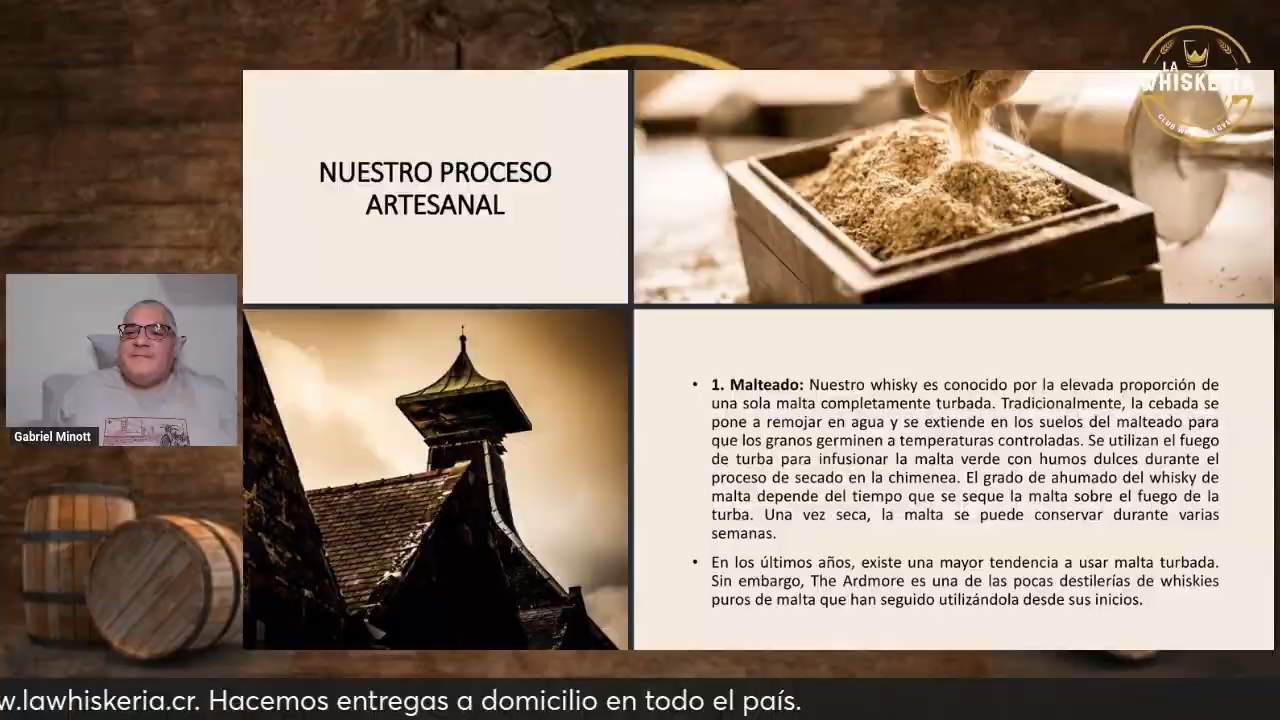 LA
WHISKERÍA
NUESTRO PROCESO
ARTESANAL
Gabriel Minott
• 1. Malteado: Nuestro whisky es conocido por la elevada proporción de
una sola malta completamente turbada. Tradicionalmente, la cebada se
pone a remojar en agua y se extiende en los suelos del malteado para
que los granos germinen a temperaturas controladas. Se utilizan el fuego
de turba para infusionar la malta verde con humos dulces durante el
proceso de secado en la chimenea. El grado de ahumado del whisky de
malta depende del tiempo que se seque la malta sobre el fuego de la
turba. Una vez seca, la malta se puede conservar durante varias
semanas.
• En los últimos años, existe una mayor tendencia a usar malta turbada.
Sin embargo, The Ardmore es una de las pocas destilerías de whiskies
puros de malta que han seguido utilizándola desde sus inicios.
w.lawhiskeria.cr. Hacemos entregas a domicilio en todo el país.